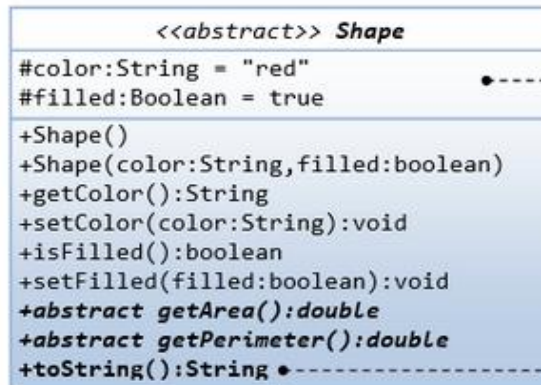 <<abstract>> Shape
#color:String = "red"
#filled:Boolean = true
+Shape()
+Shape(color:String,filled:boolean)
+getColor():String
+setColor(color:String):void
+isFilled():boolean
+setFilled(filled:boolean):void
+abstract getArea():double
+abstract getPerimeter():double
+toString():String